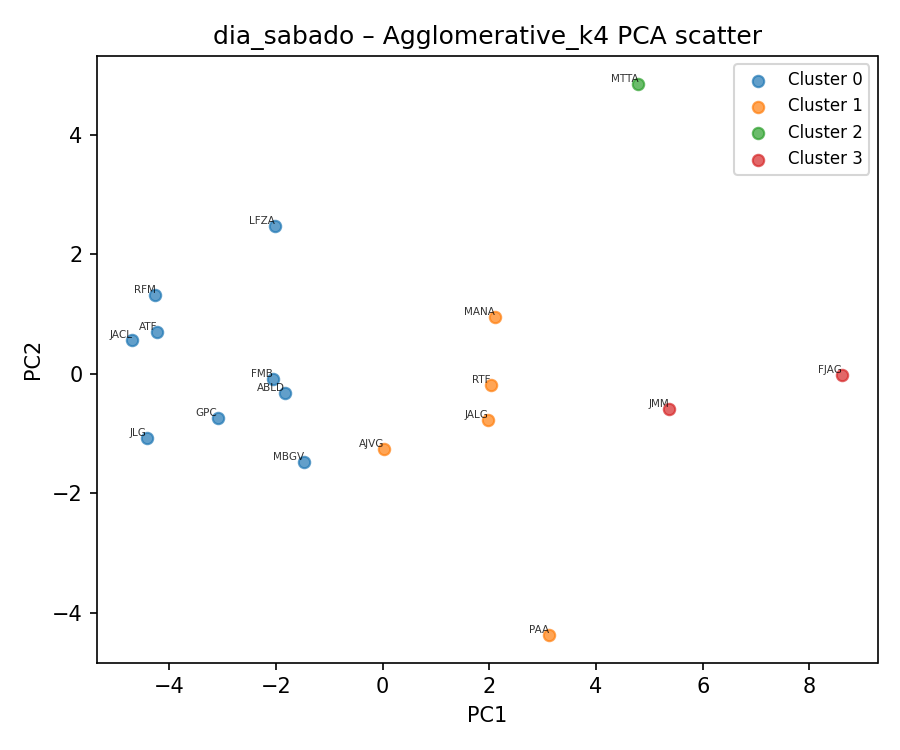 dia_sabado – Agglomerative_k4 PCA scatter
Cluster 0
Cluster 1
Cluster 2
Cluster 3
MTTA
LFZA
RFM
ATF
JACL
MANA
FMB
ABLD
RTF
FJAG
JMM
GPC
JALG
JLG
AJVG
MBGV
PAA
4
2
0
−2
−4
PC2
−4
−2
0
2
4
6
8
PC1